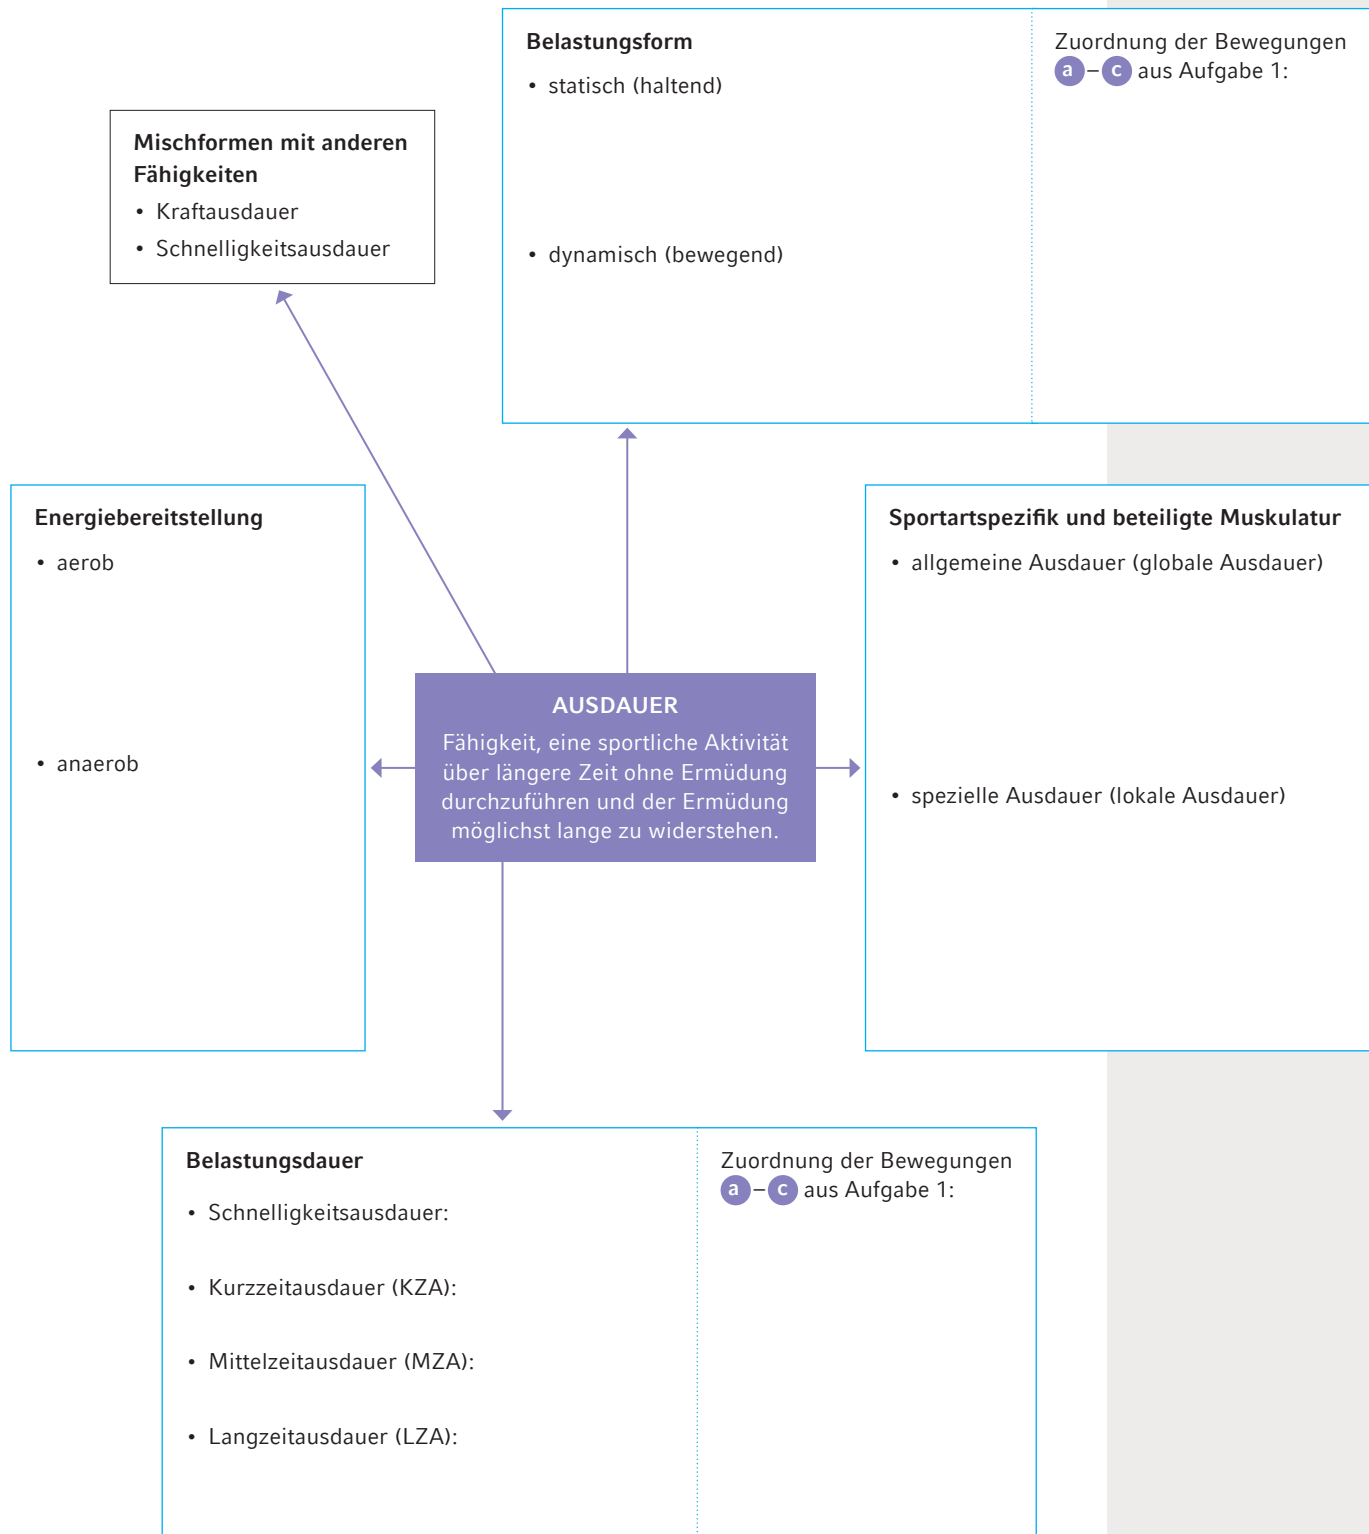 Belastungsform
• statisch (haltend)
• dynamisch (bewegend)
Zuordnung der Bewegungen
a – c aus Aufgabe 1:
Mischformen mit anderen
Fähigkeiten
• Kraftausdauer
• Schnelligkeitsausdauer
Energiebereitstellung
• aerob
• anaerob
AUSDAUER
Fähigkeit, eine sportliche Aktivität
über längere Zeit ohne Ermüdung
durchzuführen und der Ermüdung
möglichst lange zu widerstehen.
Sportartspezifik und beteiligte Muskulatur
• allgemeine Ausdauer (globale Ausdauer)
• spezielle Ausdauer (lokale Ausdauer)
Belastungsdauer
• Schnelligkeitsausdauer:
• Kurzzeitausdauer (KZA):
• Mittelzeitausdauer (MZA):
• Langzeitausdauer (LZA):
Zuordnung der Bewegungen
a – c aus Aufgabe 1: